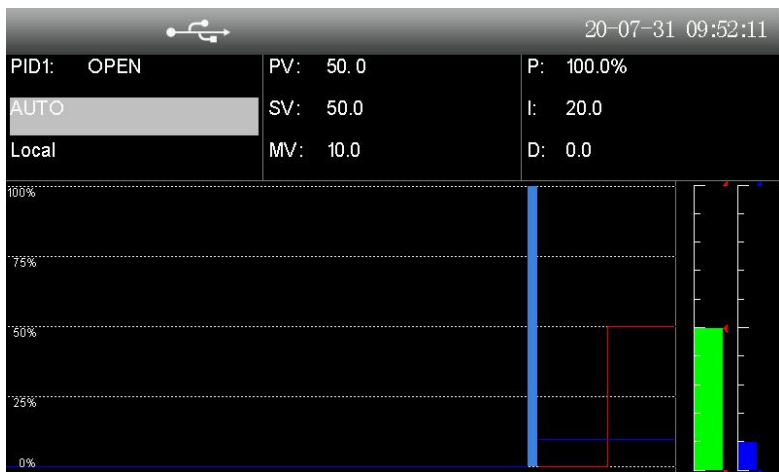 20-07-31 09:52:11
PID1: OPEN
AUTO
Local
PV: 50.0
SV: 50.0
MV: 10.0
P: 100.0%
I: 20.0
D: 0.0
100%
75%
50%
25%
0%